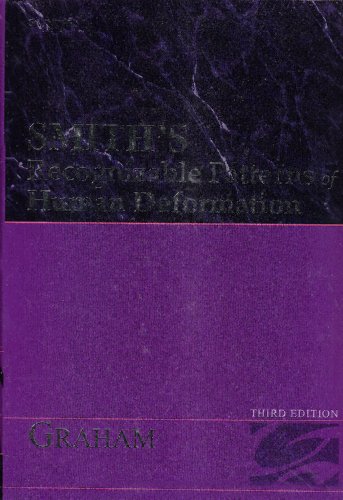 SMITH'S
Recognizable Patterns of
Human Deformation
THIRD EDITION
GRAHAM